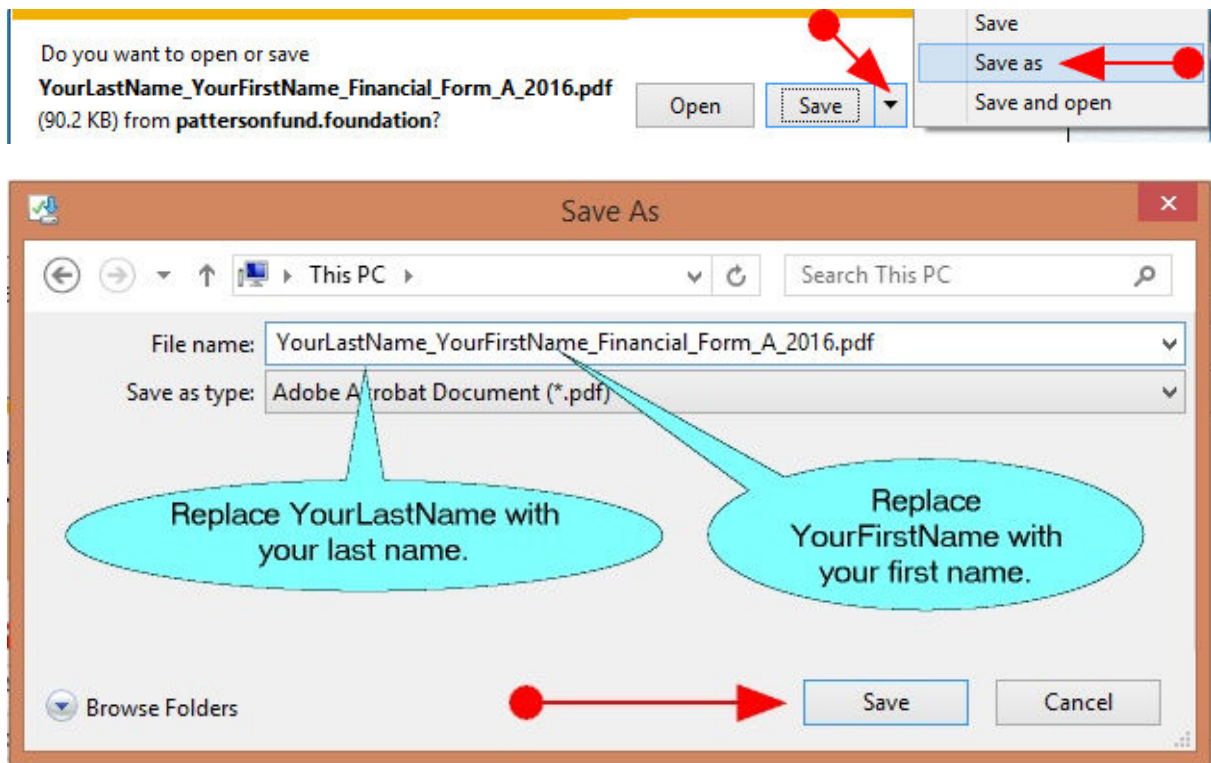 Do you want to open or save
YourLastName_YourFirstName_Financial_Form_A_2016.pdf
(90.2 KB) from pattersonfund.foundation?
Open
Save
Save
Save as
Save and open
Save As
This PC
Search This PC
File name: YourLastName_YourFirstName_Financial_Form_A_2016.pdf
Save as type: Adobe Acrobat Document (*.pdf)
Replace YourLastName with
your last name.
Replace
YourFirstName with
your first name.
Browse Folders
Save
Cancel